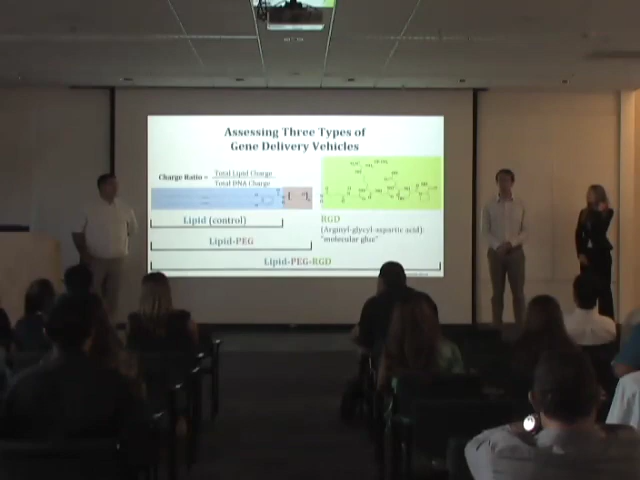 Assessing Three Types of
Gene Delivery Vehicles
Charge Ratio = Total Lipid Charge
Total DNA Charge
Lipid (control)
RGD
(Arginyl-glycyl-aspartic acid):
"molecular glue"
Lipid-PEG
Lipid-PEG-RGD